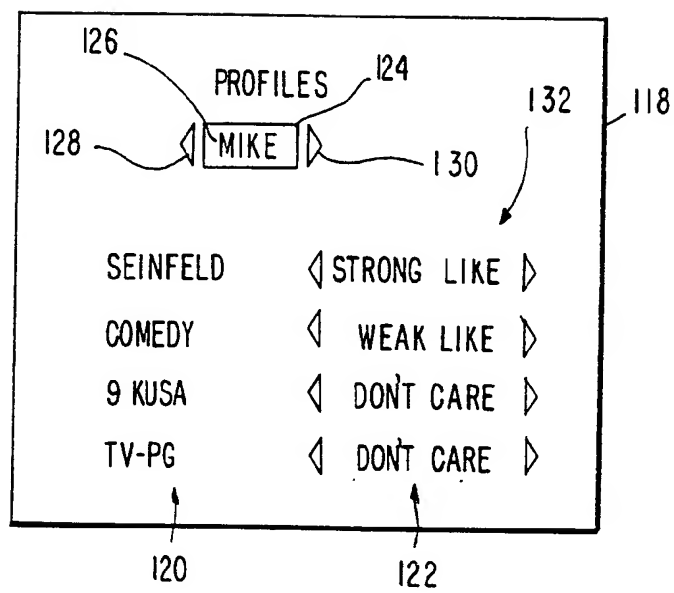 126
PROFILES
124
132
118
128
MIKE
130
SEINFELD STRONG LIKE
COMEDY WEAK LIKE
9 KUSA DON'T CARE
TV-PG DON'T CARE
120
122